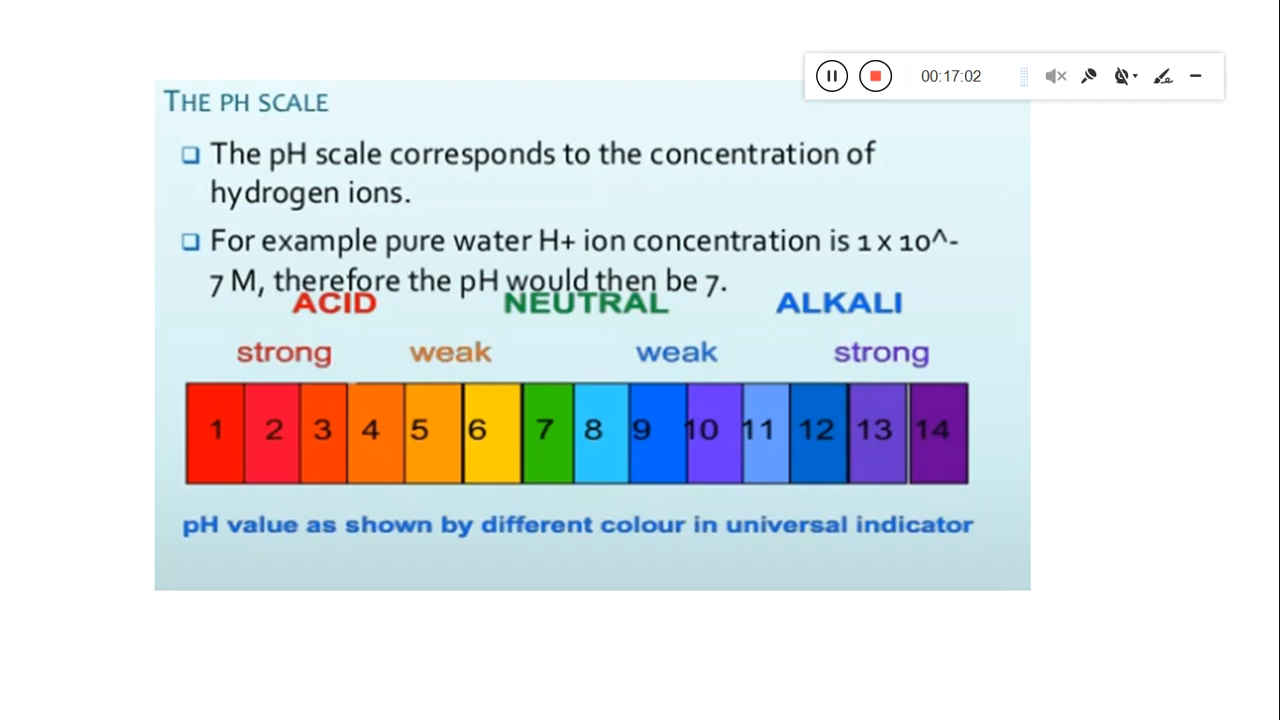 00:17:02
THE PH SCALE
The pH scale corresponds to the concentration of
hydrogen ions.
For example pure water H+ ion concentration is 1 x 10^-
7 M, therefore the pH would then be 7.
ACID NEUTRAL ALKALI
strong weak weak strong
1 2 3 4 5 6 7 8 9 10 11 12 13 14
pH value as shown by different colour in universal indicator